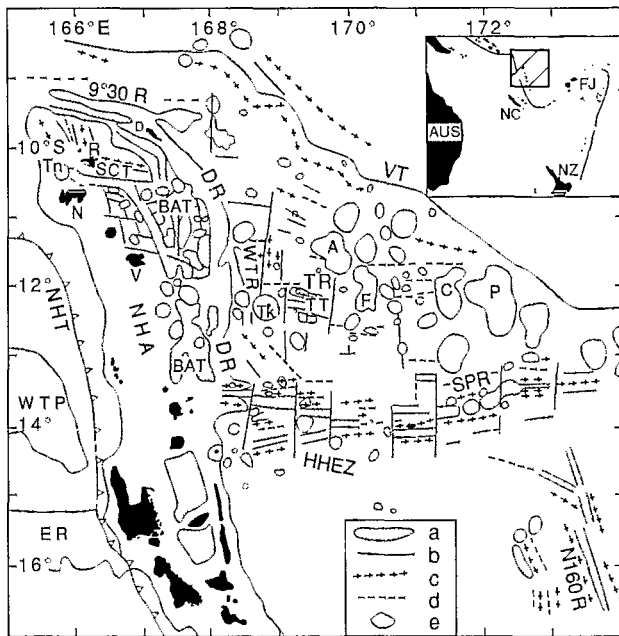 166°E 168° 170° 172°
9°30 R
D
10°S
R
Tn
SCT
N
BAT
DR
VT
V
WTR
A
TR
TT
F
C
P
Tk
12°
NHT
NHA
DR
BAT
SPR
WTP
14°
HHEZ
ER
16°
N160R
AUS
NC
FJ
NZ
a
b
c
d
e